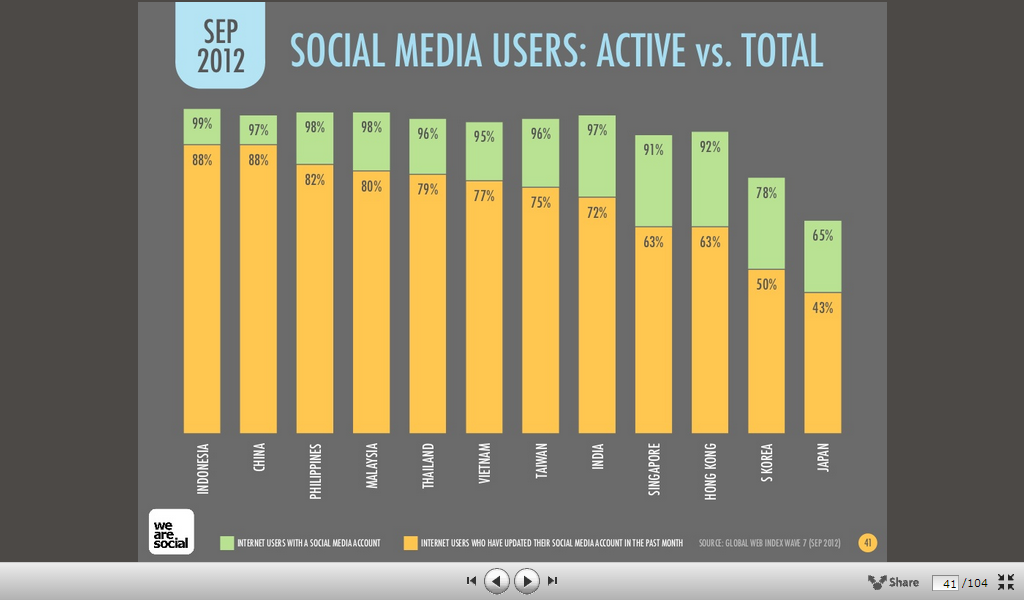 SEP
2012
SOCIAL MEDIA USERS: ACTIVE vs. TOTAL
99%
97%
98%
98%
96%
95%
96%
97%
91%
92%
78%
65%
88%
88%
82%
80%
79%
77%
75%
72%
63%
63%
50%
43%
INDONESIA
CHINA
PHILIPPINES
MALAYSIA
THAILAND
VIETNAM
TAIWAN
INDIA
SINGAPORE
HONG KONG
S KOREA
JAPAN
we
are
social
INTERNET USERS WITH A SOCIAL MEDIA ACCOUNT
INTERNET USERS WHO HAVE UPDATED THEIR SOCIAL MEDIA ACCOUNT IN THE PAST MONTH
SOURCE: GLOBAL WEB INDEX WAVE 7 (SEP 2012)
41
Share
41 /104